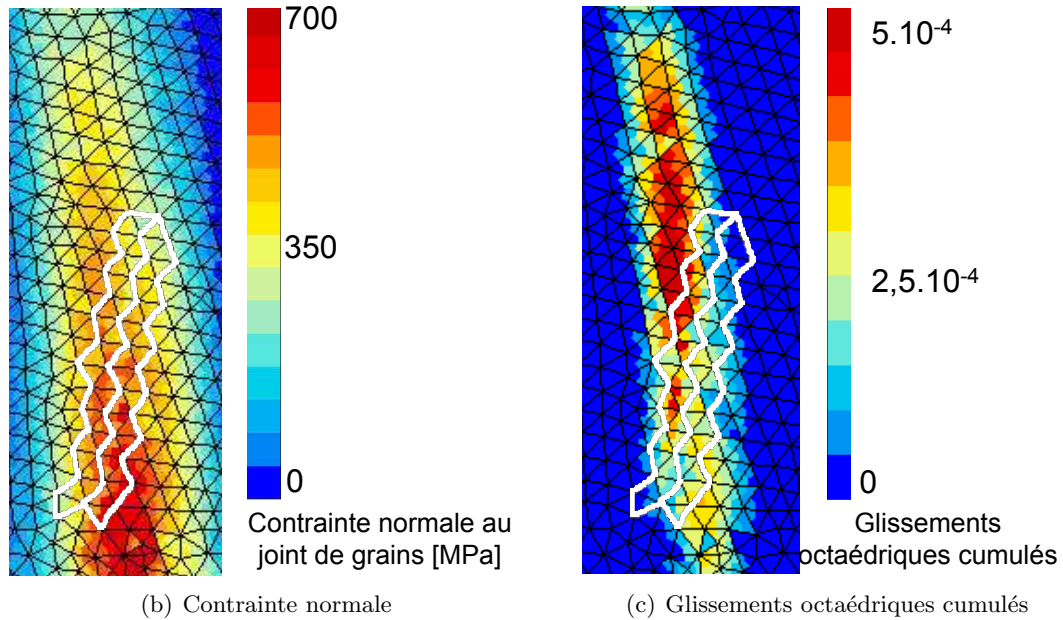 700
350
0
Contrainte normale au
joint de grains [MPa]
(b) Contrainte normale
5.10-4
2,5.10-4
0
Glissements
octaédriques cumulés
(c) Glissements octaédriques cumulés